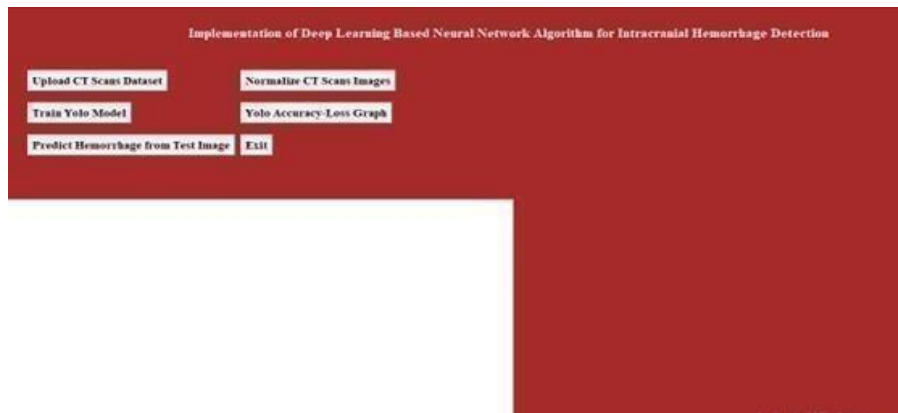 Implementation of Deep Learning Based Neural Network Algorithm for Intracranial Hemorrhage Detection
Upload CT Scans Dataset
Normalize CT Scans Images
Train Yolo Model
Yolo Accuracy-Loss Graph
Predict Hemorrhage from Test Image
Exit